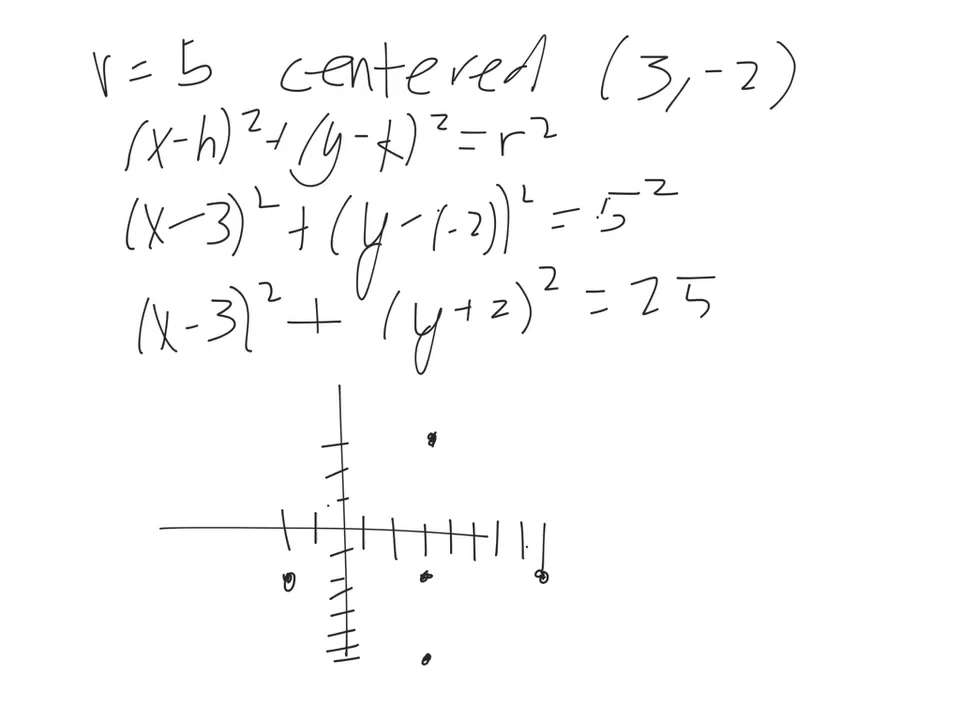 r = 5 centered (3, -2)
(x-h)² + (y-k)² = r²
(x-3)² + (y-(-2))² = 5²
(x-3)² + (y+2)² = 25